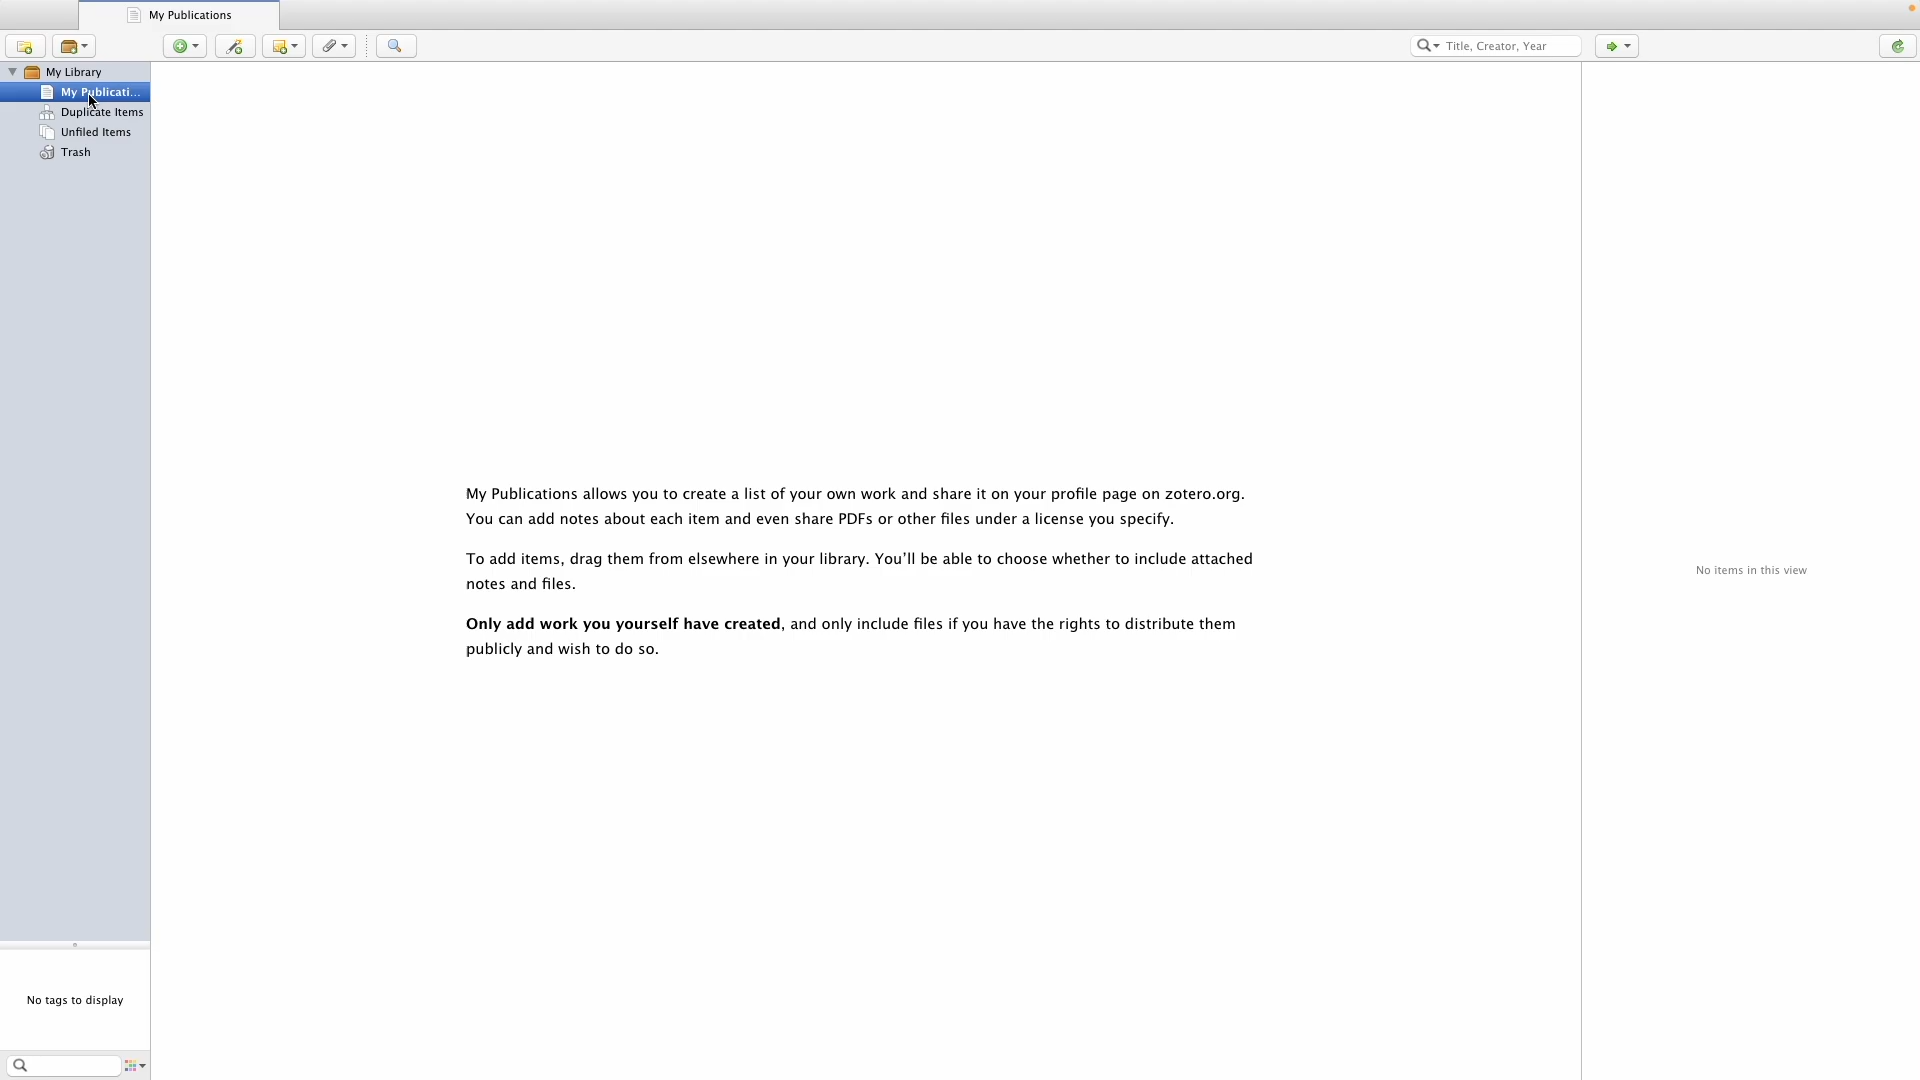 My Publications
Title, Creator, Year
My Library
My Publicati...
Duplicate Items
Unfiled Items
Trash
My Publications allows you to create a list of your own work and share it on your profile page on zotero.org.
You can add notes about each item and even share PDFs or other files under a license you specify.
To add items, drag them from elsewhere in your library. You’ll be able to choose whether to include attached
notes and files.
Only add work you yourself have created, and only include files if you have the rights to distribute them
publicly and wish to do so.
No items in this view
No tags to display